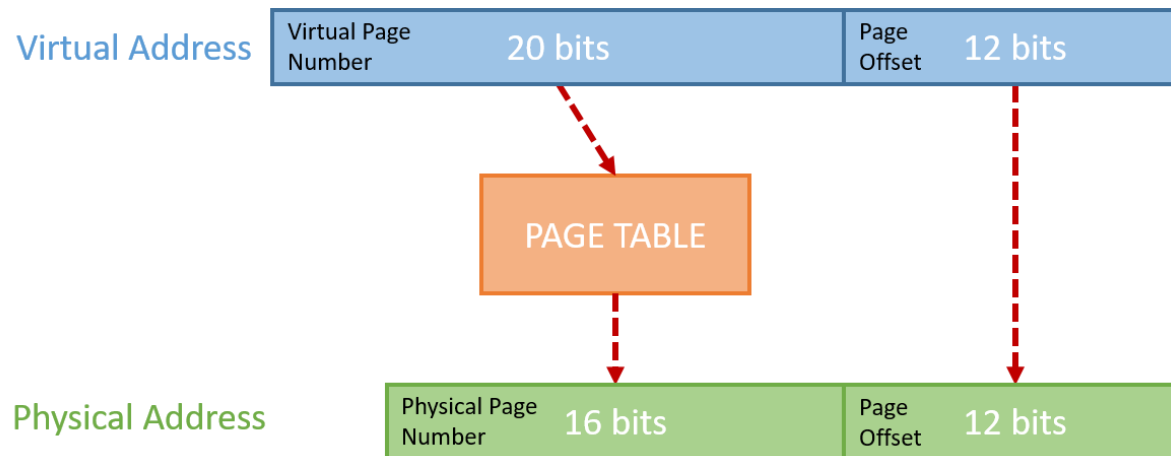 Virtual Address
Virtual Page
Number
20 bits
Page
Offset
12 bits
PAGE TABLE
Physical Address
Physical Page
Number
16 bits
Page
Offset
12 bits